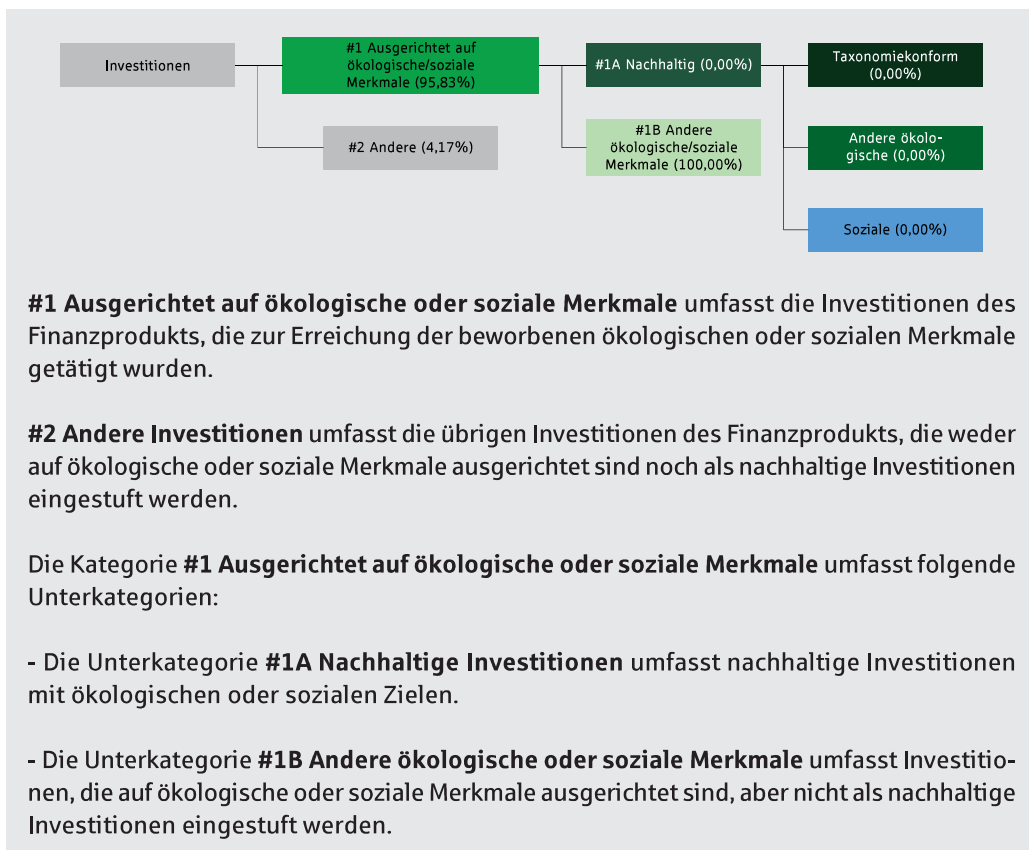 Investitionen
#1 Ausgerichtet auf
ökologische/soziale
Merkmale (95,83%)
#1A Nachhaltig (0,00%)
Taxonomiekonform
(0,00%)
#2 Andere (4,17%)
#1B Andere
ökologische/soziale
Merkmale (100,00%)
Andere ökolo-
gische (0,00%)
Soziale (0,00%)
#1 Ausgerichtet auf ökologische oder soziale Merkmale umfasst die Investitionen des
Finanzprodukts, die zur Erreichung der beworbenen ökologischen oder sozialen Merkmale
getätigt wurden.
#2 Andere Investitionen umfasst die übrigen Investitionen des Finanzprodukts, die weder
auf ökologische oder soziale Merkmale ausgerichtet sind noch als nachhaltige Investitionen
eingestuft werden.
Die Kategorie #1 Ausgerichtet auf ökologische oder soziale Merkmale umfasst folgende
Unterkategorien:
- Die Unterkategorie #1A Nachhaltige Investitionen umfasst nachhaltige Investitionen
mit ökologischen oder sozialen Zielen.
- Die Unterkategorie #1B Andere ökologische oder soziale Merkmale umfasst Investitio-
nen, die auf ökologische oder soziale Merkmale ausgerichtet sind, aber nicht als nachhaltige
Investitionen eingestuft werden.